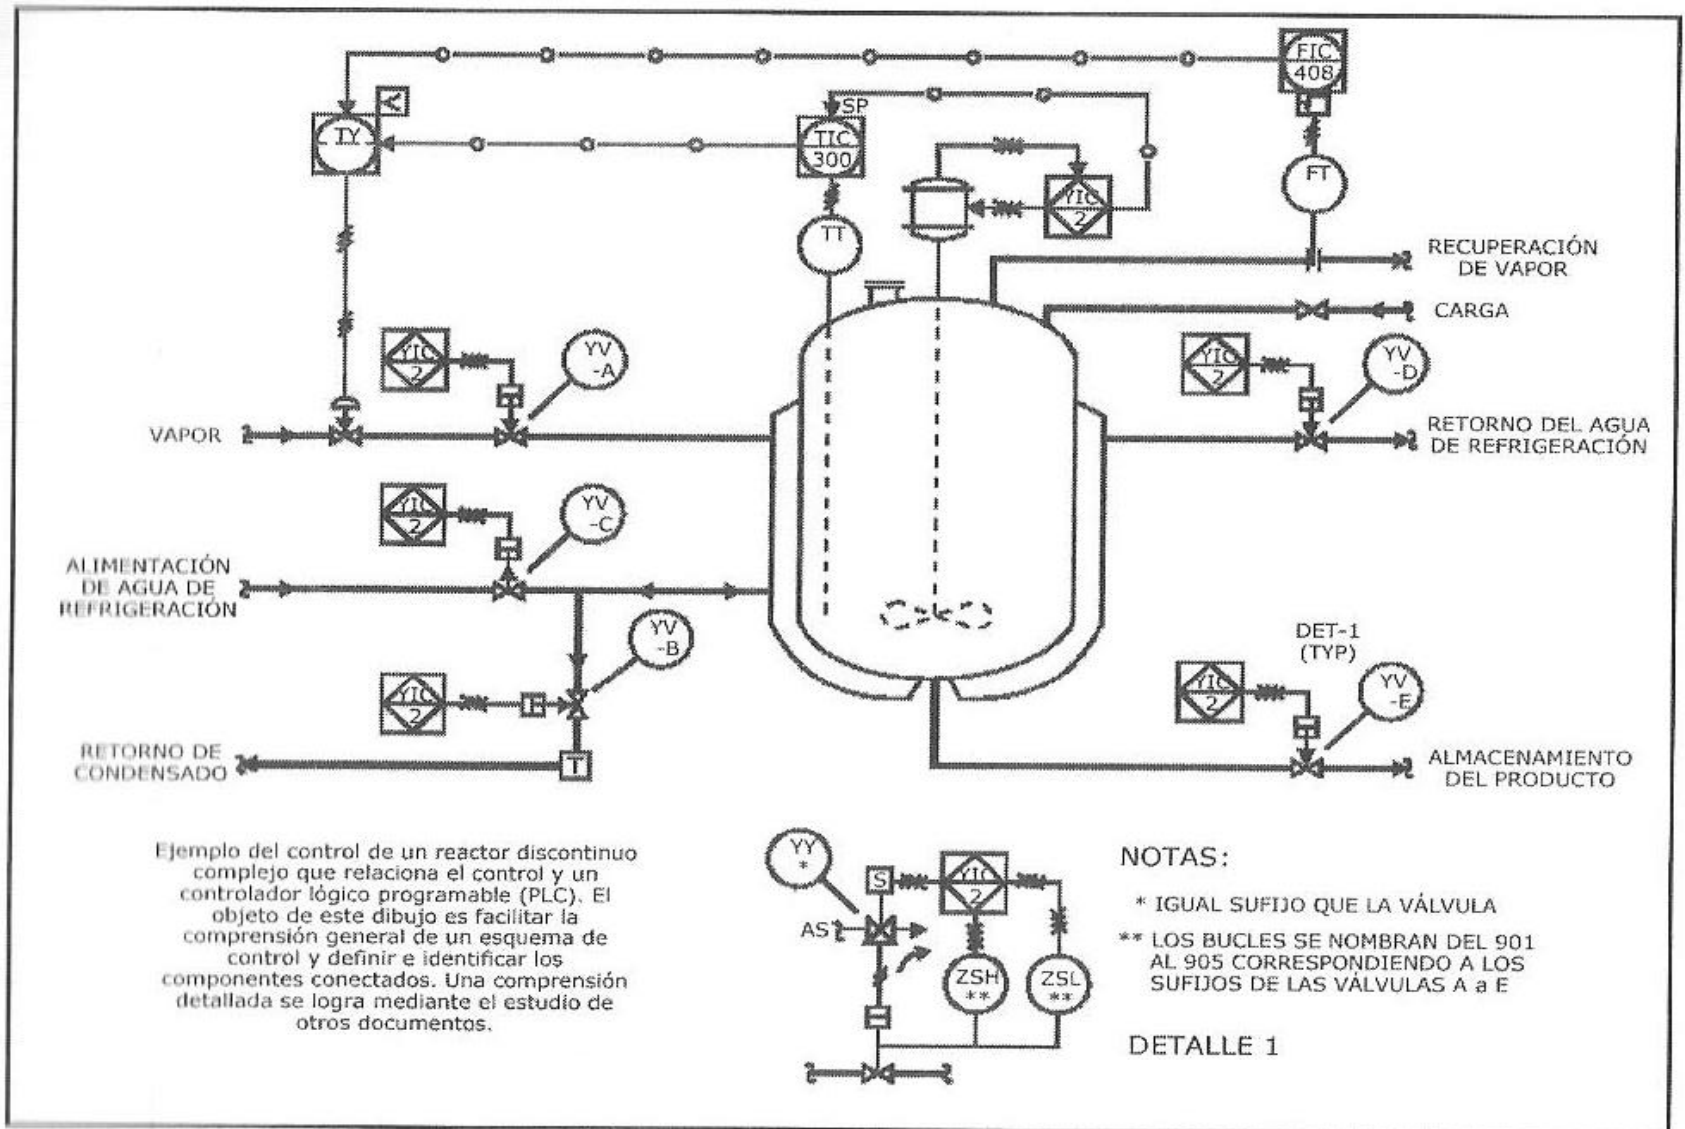 FIC
408
TY
SP
TIC
300
TT
YIC
2
FT
RECUPERACIÓN
DE VAPOR
CARGA
YIC
2
YV
-A
YIC
2
YV
-D
VAPOR
RETORNO DEL AGUA
DE REFRIGERACIÓN
YIC
2
YV
-C
ALIMENTACIÓN
DE AGUA DE
REFRIGERACIÓN
YV
-B
YIC
2
RETORNO DE
CONDENSADO
T
DET-1
(TYP)
YIC
2
YV
-E
ALMACENAMIENTO
DEL PRODUCTO
Ejemplo del control de un reactor discontinuo
complejo que relaciona el control y un
controlador lógico programable (PLC). El
objeto de este dibujo es facilitar la
comprensión general de un esquema de
control y definir e identificar los
componentes conectados. Una comprensión
detallada se logra mediante el estudio de
otros documentos.
YY
*
S
YIC
2
AS
ZSH
**
ZSL
**
NOTAS:
* IGUAL SUFIJO QUE LA VÁLVULA
** LOS BUCLES SE NOMBRAN DEL 901
AL 905 CORRESPONDIENDO A LOS
SUFIJOS DE LAS VÁLVULAS A a E
DETALLE 1